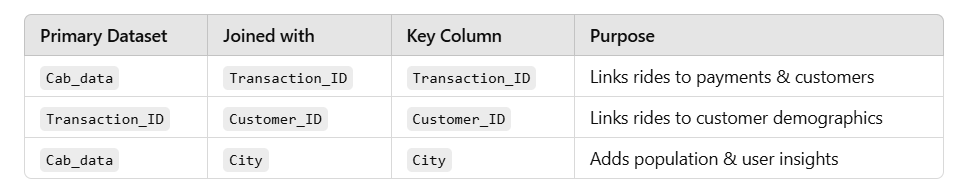 Primary Dataset Joined with Key Column Purpose
Cab_data Transaction_ID Transaction_ID Links rides to payments & customers
Transaction_ID Customer_ID Customer_ID Links rides to customer demographics
Cab_data City City Adds population & user insights